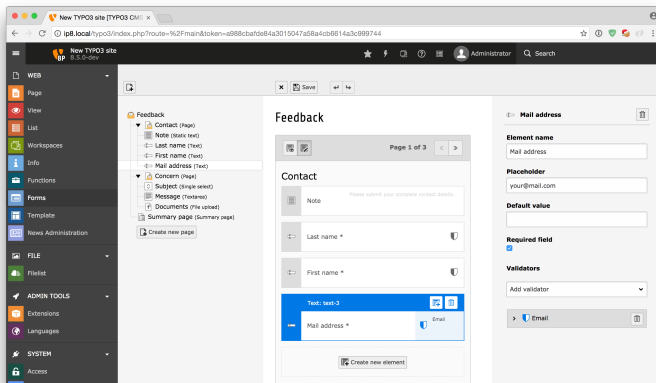 New TYPO3 site [TYPO3 CMS
ip8.local/typo3/index.php?route=%2Fmain&token=a988cbafde80a3015047a58a4cb6614a3c999744
New TYPO3 site
8.5.0-dev
BP
Administrator
Search
WEB
Page
View
List
Workspaces
Info
Functions
Forms
Template
News Administration
FILE
Filelist
ADMIN TOOLS
Extensions
Languages
SYSTEM
Access
Feedback
Contact (Page)
Note (Static text)
Last name (Text)
First name (Text)
Mail address (Text)
Concern (Page)
Subject (Single select)
Message (Textarea)
Documents (File upload)
Summary page (Summary page)
Create new page
Save
Feedback
Page 1 of 3
Contact
Please submit your complete contact details.
Note
Last name *
First name *
Text: text-3
Mail address *
Email
Create new element
Mail address
Element name
Mail address
Placeholder
your@mail.com
Default value
Required field
Validators
Add validator
Email